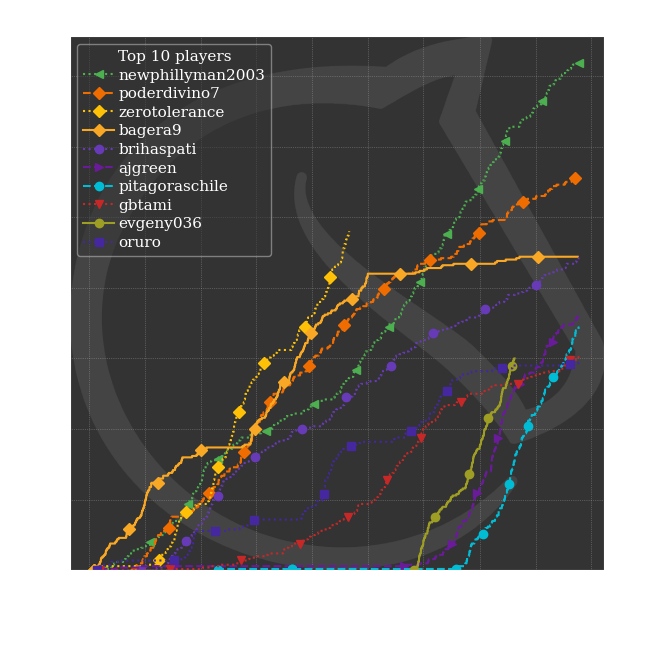 Top 10 players
newphillyman2003
poderdivino7
zerotolerance
bagera9
brihaspati
ajgreen
pitagoraschile
gbtami
evgeny036
oruro